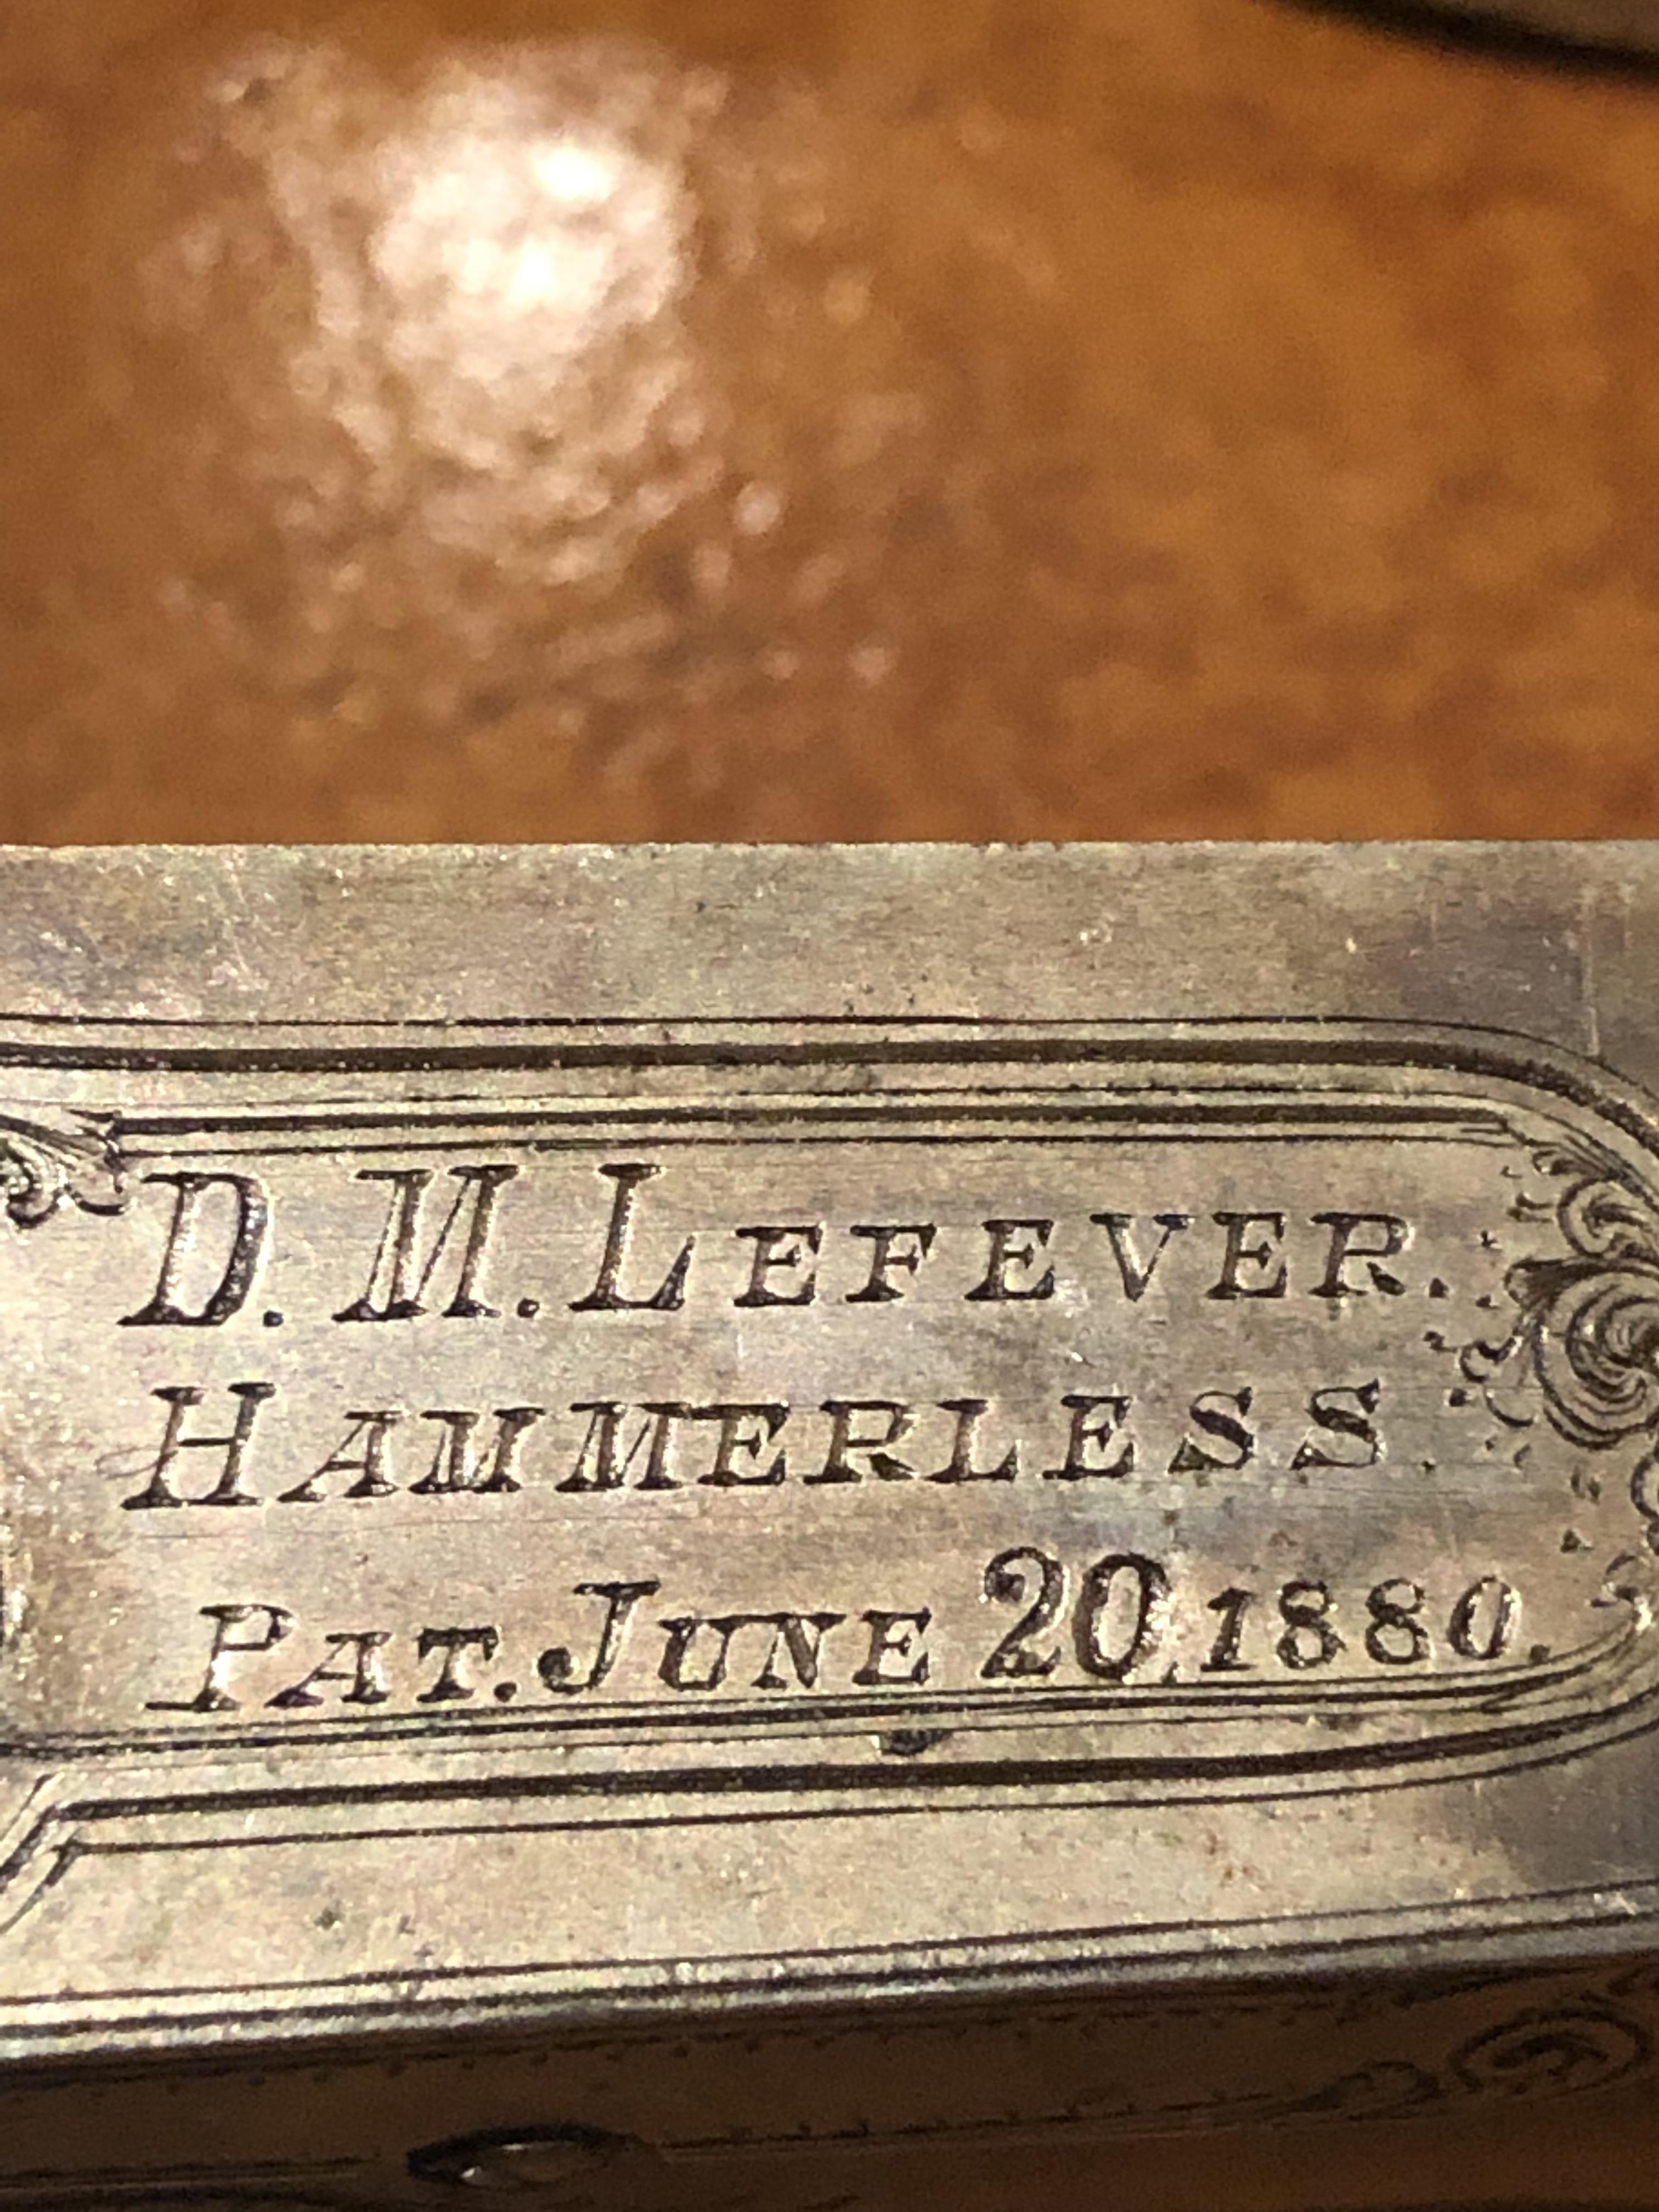 D. M. LEFEVER.
HAMMERLESS.
PAT. JUNE 20, 1880.